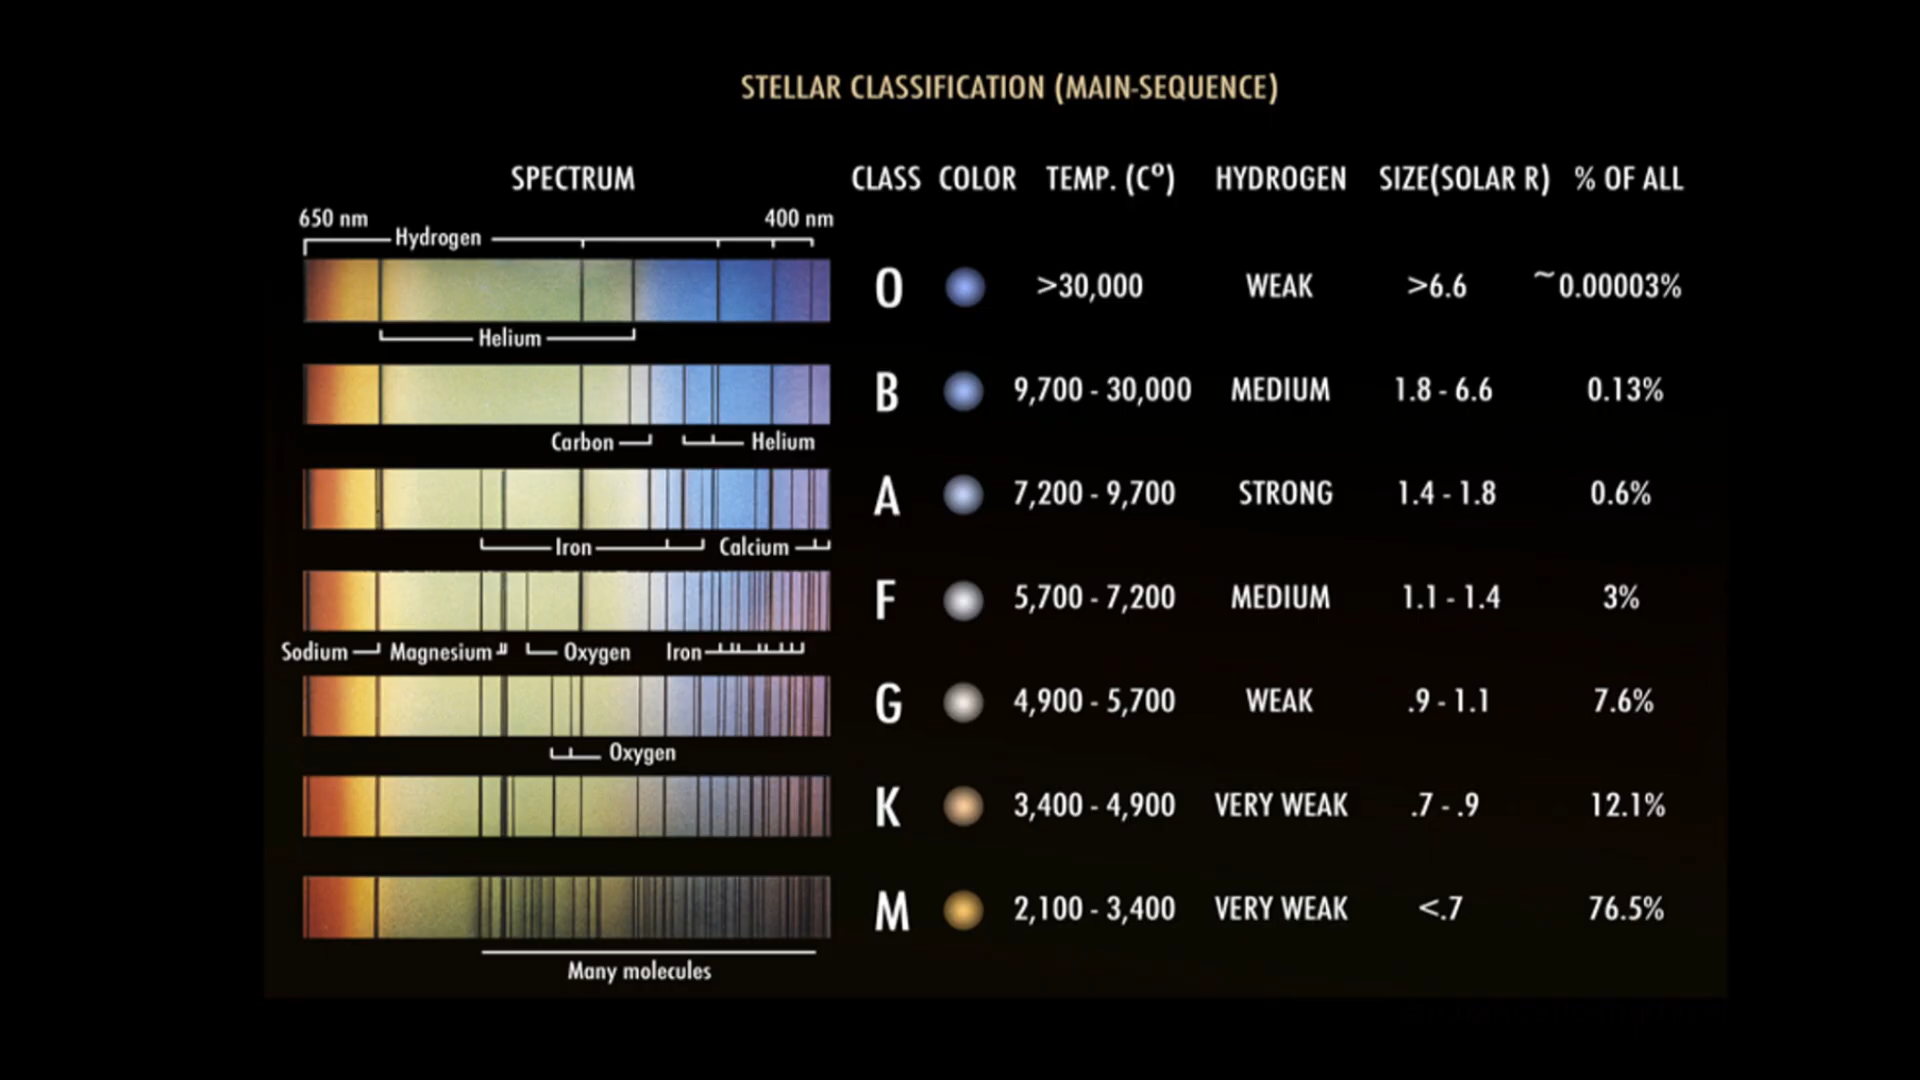 STELLAR CLASSIFICATION (MAIN-SEQUENCE)
SPECTRUM CLASS COLOR TEMP. (Cº) HYDROGEN SIZE(SOLAR R) % OF ALL
650 nm 400 nm
Hydrogen
O >30,000 WEAK >6.6 ~0.00003%
Helium
B 9,700 - 30,000 MEDIUM 1.8 - 6.6 0.13%
Carbon Helium
A 7,200 - 9,700 STRONG 1.4 - 1.8 0.6%
Iron Calcium
F 5,700 - 7,200 MEDIUM 1.1 - 1.4 3%
Sodium Magnesium Oxygen Iron
G 4,900 - 5,700 WEAK .9 - 1.1 7.6%
Oxygen
K 3,400 - 4,900 VERY WEAK .7 - .9 12.1%
M 2,100 - 3,400 VERY WEAK <.7 76.5%
Many molecules